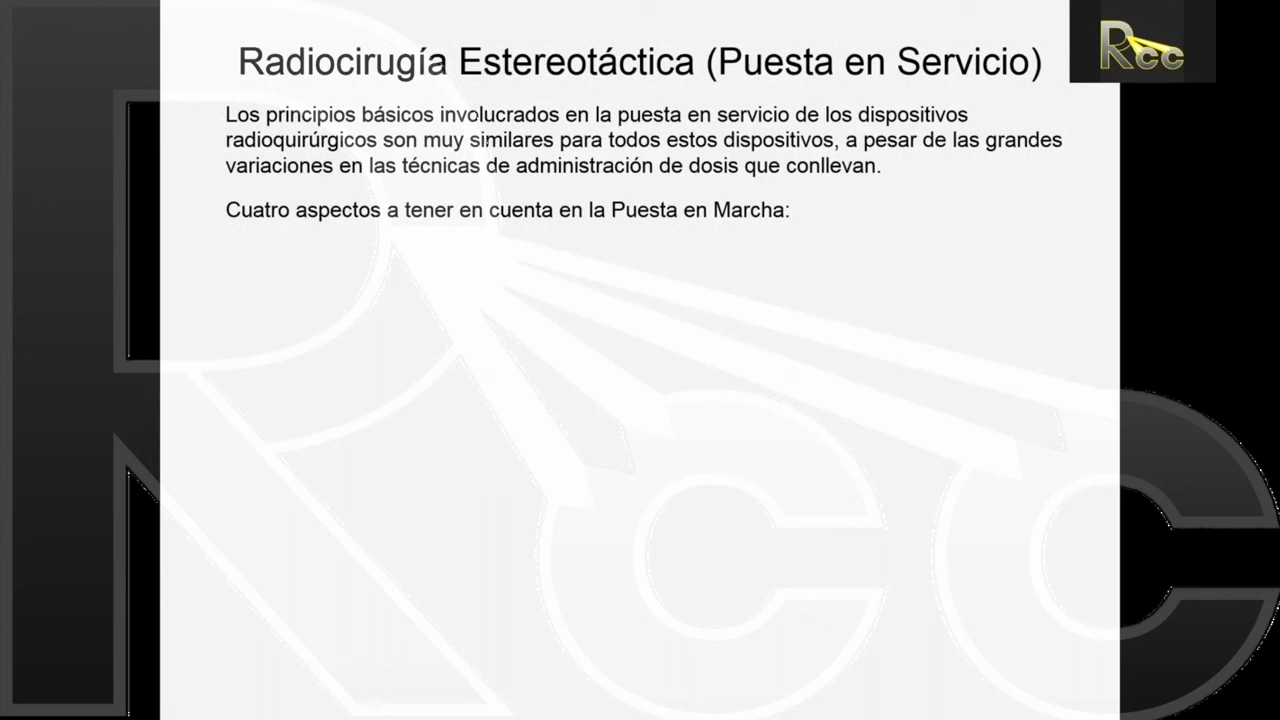 Radiocirugía Estereotáctica (Puesta en Servicio)
Rcc
Los principios básicos involucrados en la puesta en servicio de los dispositivos
radioquirúrgicos son muy similares para todos estos dispositivos, a pesar de las grandes
variaciones en las técnicas de administración de dosis que conllevan.
Cuatro aspectos a tener en cuenta en la Puesta en Marcha:
Rcc